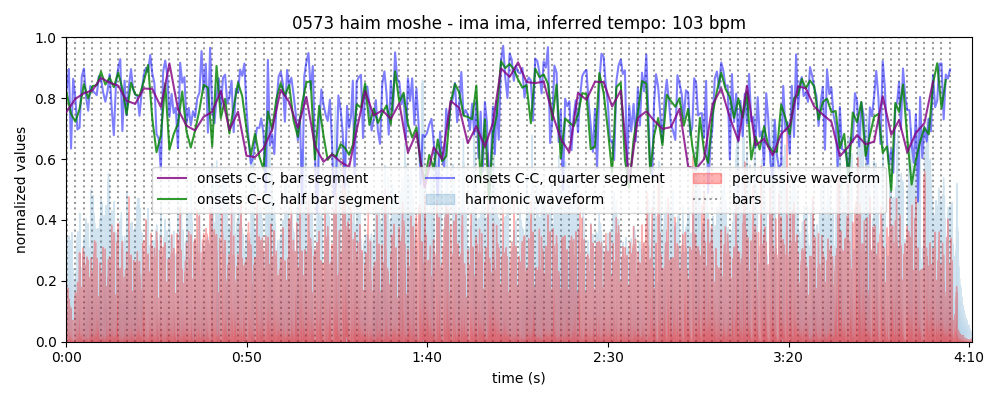 0573 haim moshe - ima ima, inferred tempo: 103 bpm
normalized values
1.0
0.8
0.6
0.4
0.2
0.0
onsets C-C, bar segment
onsets C-C, half bar segment
onsets C-C, quarter segment
harmonic waveform
percussive waveform
bars
0:00 0:50 1:40 2:30 3:20 4:10
time (s)